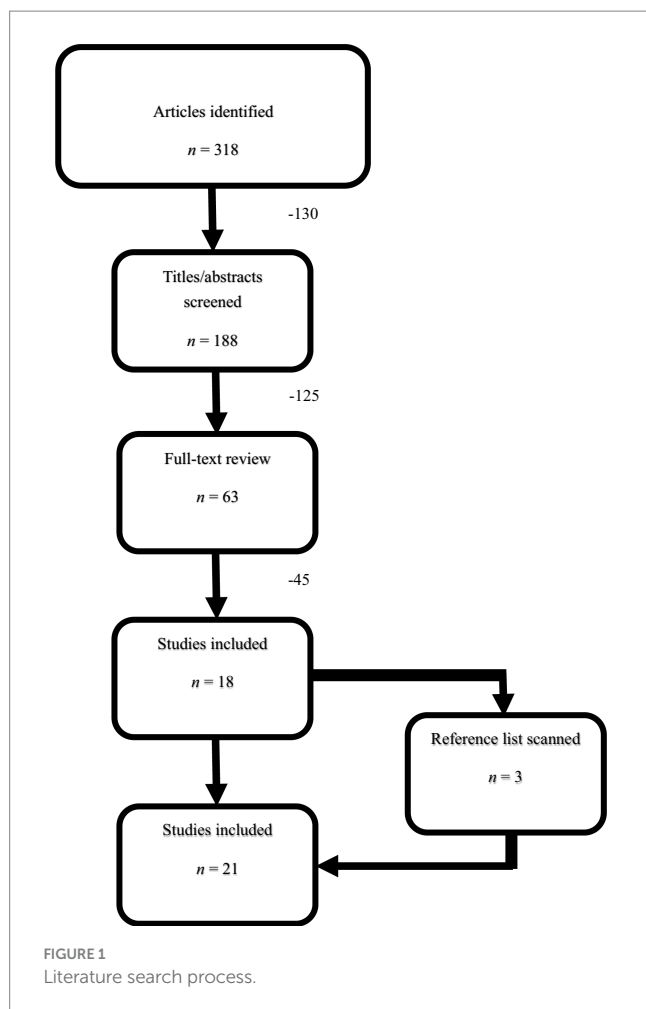 Articles identified
n = 318
-130
Titles/abstracts
screened
n = 188
-125
Full-text review
n = 63
-45
Studies included
n = 18
Reference list scanned
n = 3
Studies included
n = 21
FIGURE 1
Literature search process.